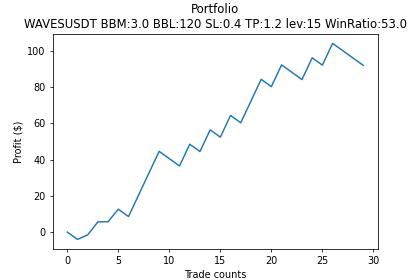 Portfolio
WAVESUSDT BBM:3.0 BBL:120 SL:0.4 TP:1.2 lev:15 WinRatio:53.0
100
80
60
40
20
0
Profit ($)
0 5 10 15 20 25 30
Trade counts